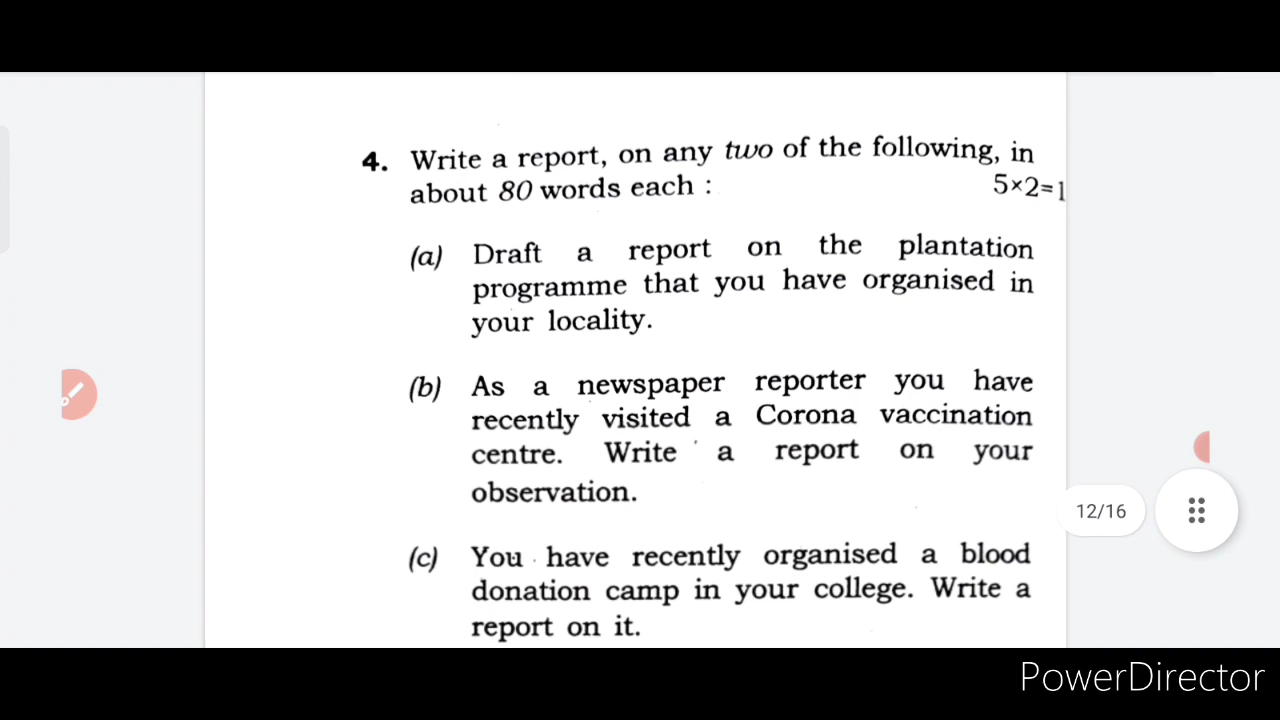 4. Write a report, on any two of the following, in
about 80 words each : 5×2=1
(a) Draft a report on the plantation
programme that you have organised in
your locality.
(b) As a newspaper reporter you have
recently visited a Corona vaccination
centre. Write a report on your
observation.
(c) You have recently organised a blood
donation camp in your college. Write a
report on it.
12/16
PowerDirector